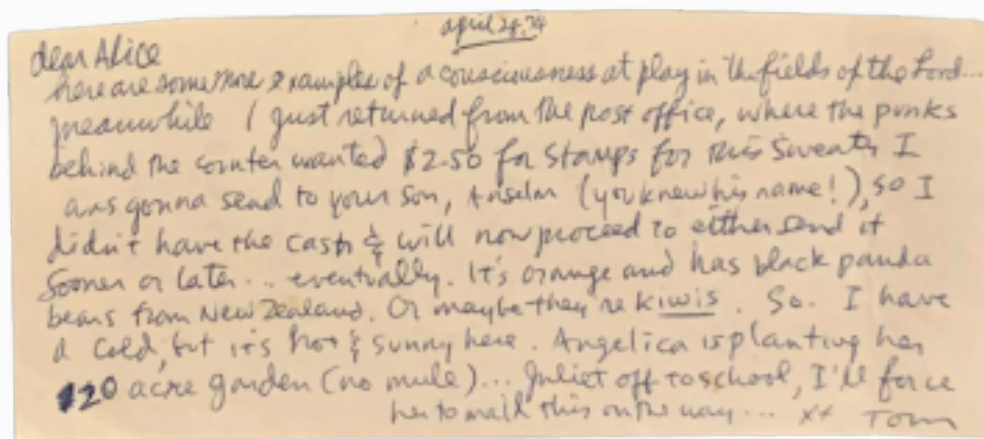 april 24, 74
dear Alice
here are some more examples of a consciousness at play in the fields of the Lord...
meanwhile I just returned from the post office, where the punks
behind the counter wanted $2.50 for stamps for this sweater I
was gonna send to your son, Anselm (you knew his name!), so I
didn't have the cash & will now proceed to either send it
sooner or later... eventually. It's orange and has black panda
bears from New Zealand. Or maybe they're kiwis. So. I have
a cold, but it's hot & sunny here. Angelica is planting her
20 acre garden (no mule)... Juliet off to school, I'll force
her to mail this on the way... xx Tom